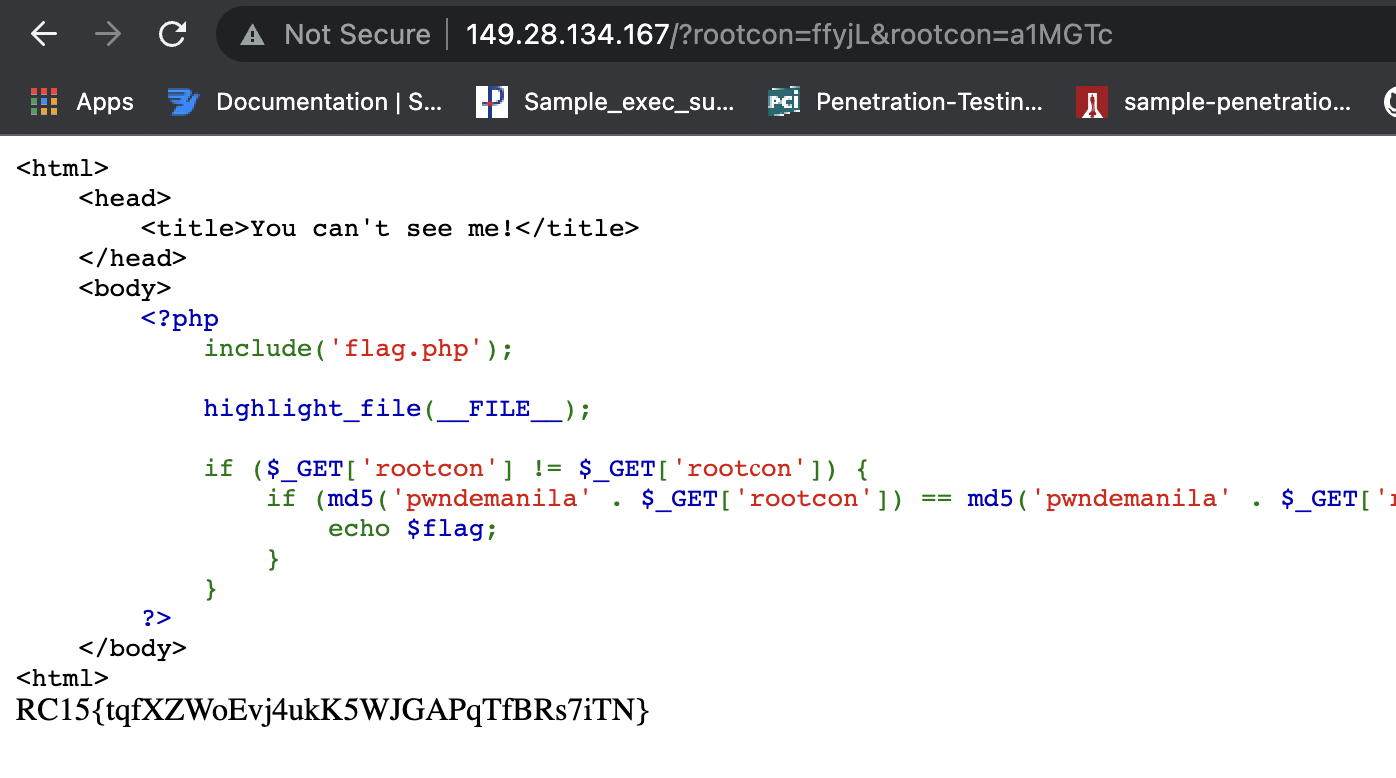 Not Secure 149.28.134.167/?rootcon=ffyjL&rootcon=a1MGTc
Apps Documentation | S... Sample_exec_su... PCI Penetration-Testin... sample-penetratio...
<html>
    <head>
        <title>You can't see me!</title>
    </head>
    <body>
        <?php
            include('flag.php');
            highlight_file(__FILE__);
            if ($_GET['rootcon'] != $_GET['rootcon']) {
                if (md5('pwndemanila' . $_GET['rootcon']) == md5('pwndemanila' . $_GET['r
                    echo $flag;
                }
            }
        ?>
    </body>
<html>
RC15{tqfXZWoEvj4ukK5WJGAPqTfBRs7iTN}